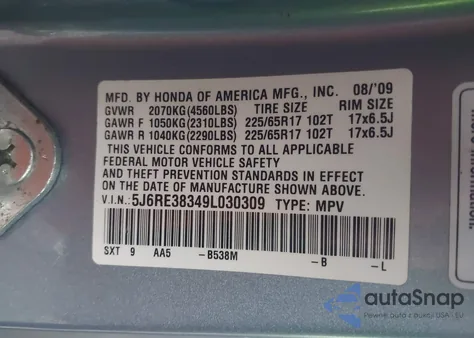 MFD. BY HONDA OF AMERICA MFG., INC. 08/'09
GVWR 2070KG(4560LBS) TIRE SIZE RIM SIZE
GAWR F 1050KG(2310LBS) 225/65R17 102T 17x6.5J
GAWR R 1040KG(2290LBS) 225/65R17 102T 17x6.5J
THIS VEHICLE CONFORMS TO ALL APPLICABLE
FEDERAL MOTOR VEHICLE SAFETY
AND THEFT PREVENTION STANDARDS IN EFFECT
ON THE DATE OF MANUFACTURE SHOWN ABOVE.
V.I.N.: 5J6RE38349L030309 TYPE: MPV
SXT 9 AA5 -B538M -B -L
autoSnap